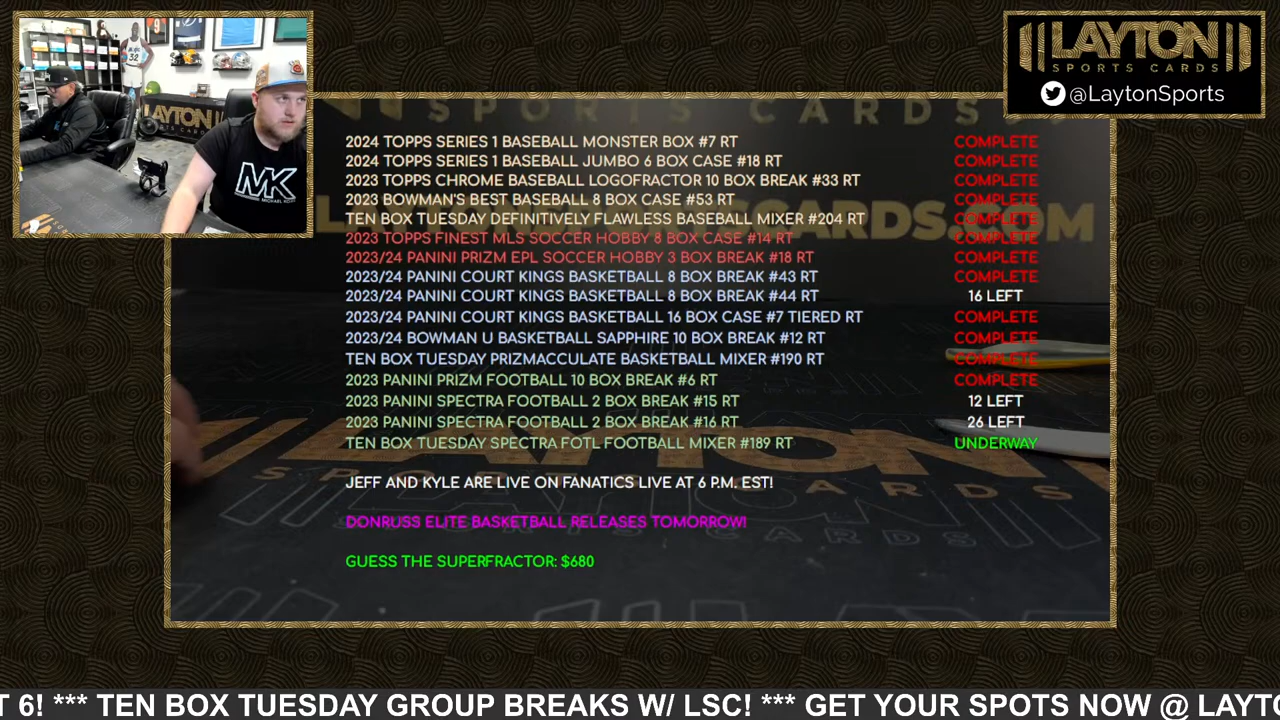 LAYTON
SPORTS CARDS
@LaytonSports
SPORTS CARDS
2024 TOPPS SERIES 1 BASEBALL MONSTER BOX #7 RT COMPLETE
2024 TOPPS SERIES 1 BASEBALL JUMBO 6 BOX CASE #18 RT COMPLETE
2023 TOPPS CHROME BASEBALL LOGOFRACTOR 10 BOX BREAK #33 RT COMPLETE
2023 BOWMAN'S BEST BASEBALL 8 BOX CASE #53 RT COMPLETE
TEN BOX TUESDAY DEFINITIVELY FLAWLESS BASEBALL MIXER #204 RT COMPLETE
2023 TOPPS FINEST MLS SOCCER HOBBY 8 BOX CASE #14 RT COMPLETE
2023/24 PANINI PRIZM EPL SOCCER HOBBY 3 BOX BREAK #18 RT COMPLETE
2023/24 PANINI COURT KINGS BASKETBALL 8 BOX BREAK #43 RT COMPLETE
2023/24 PANINI COURT KINGS BASKETBALL 8 BOX BREAK #44 RT 16 LEFT
2023/24 PANINI COURT KINGS BASKETBALL 16 BOX CASE #7 TIERED RT COMPLETE
2023/24 BOWMAN U BASKETBALL SAPPHIRE 10 BOX BREAK #12 RT COMPLETE
TEN BOX TUESDAY PRIZMACCULATE BASKETBALL MIXER #190 RT COMPLETE
2023 PANINI PRIZM FOOTBALL 10 BOX BREAK #6 RT COMPLETE
2023 PANINI SPECTRA FOOTBALL 2 BOX BREAK #15 RT 12 LEFT
2023 PANINI SPECTRA FOOTBALL 2 BOX BREAK #16 RT 26 LEFT
TEN BOX TUESDAY SPECTRA FOTL FOOTBALL MIXER #189 RT UNDERWAY
JEFF AND KYLE ARE LIVE ON FANATICS LIVE AT 6 P.M. EST!
DONRUSS ELITE BASKETBALL RELEASES TOMORROW!
GUESS THE SUPERFRACTOR: $680
LAYTON
MK
32
T 6! *** TEN BOX TUESDAY GROUP BREAKS W/ LSC! *** GET YOUR SPOTS NOW @ LAYTO